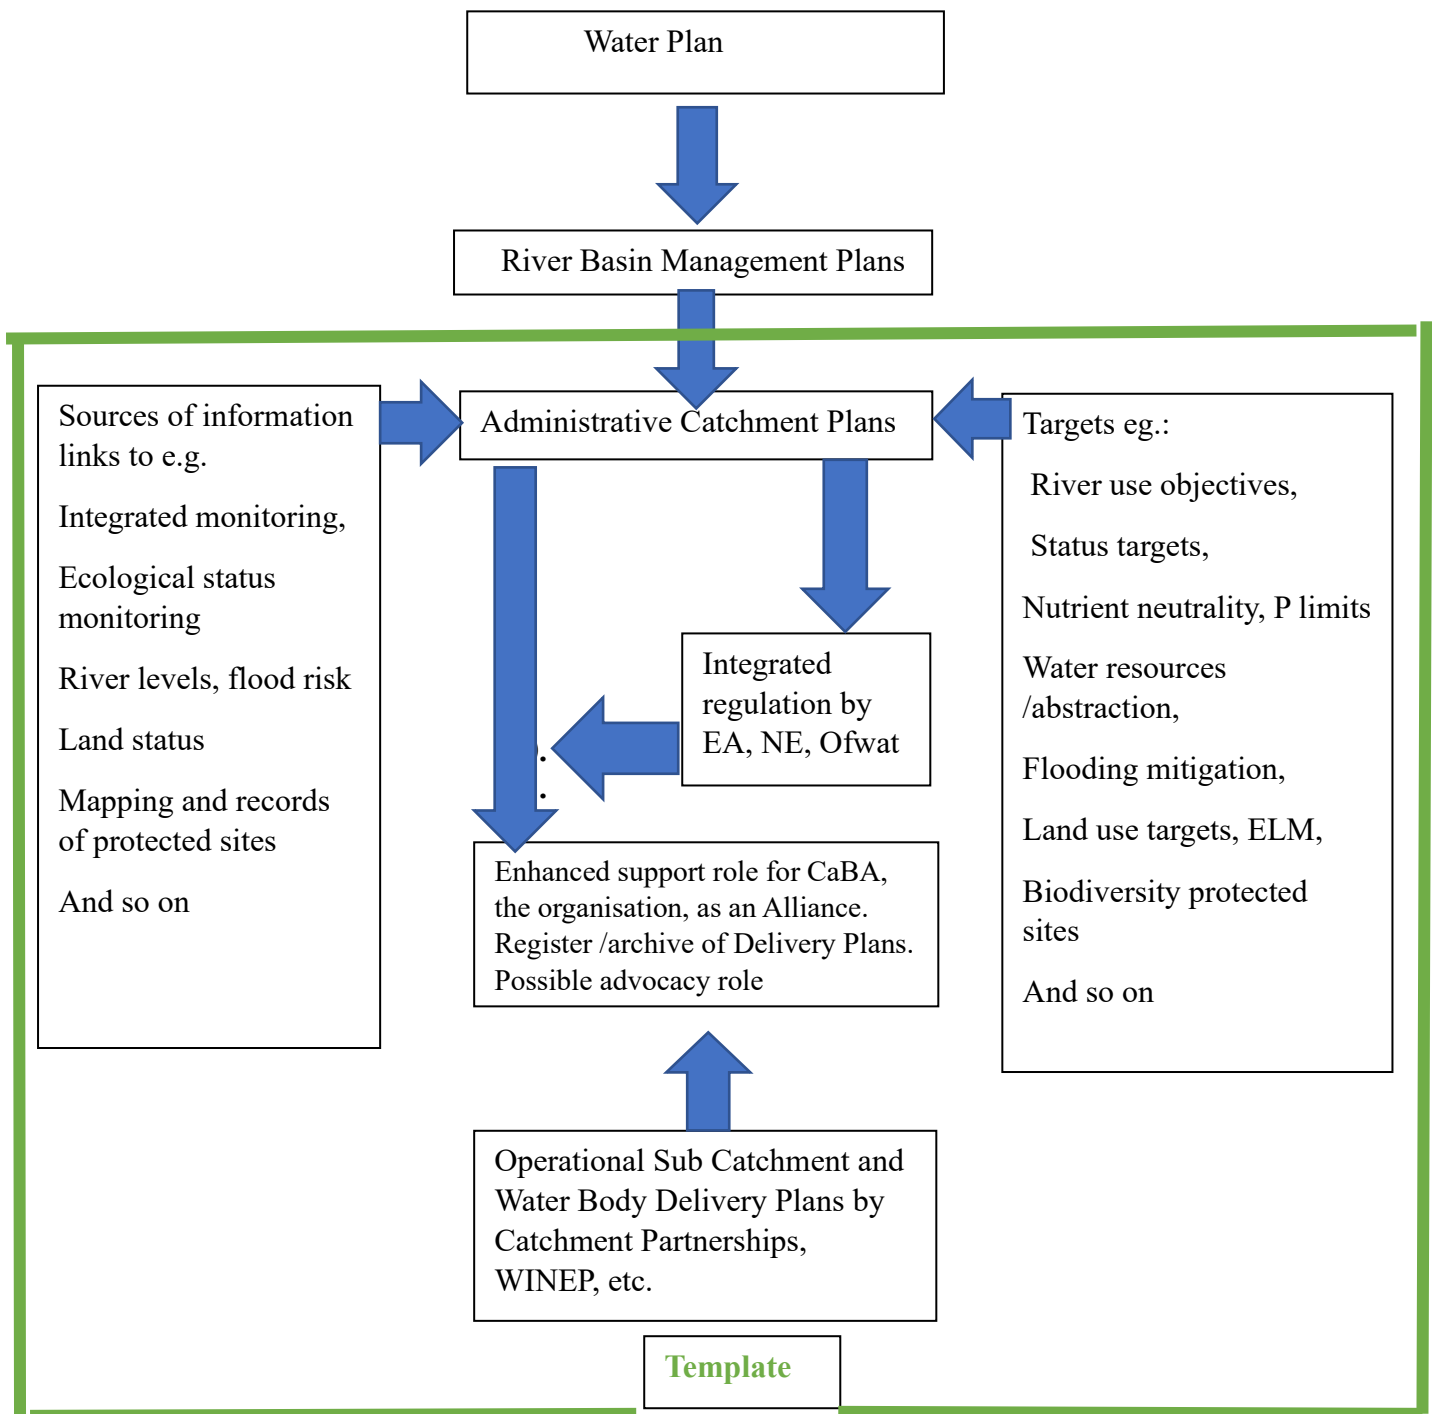 Water Plan
River Basin Management Plans
Sources of information
links to e.g.
Integrated monitoring,
Ecological status
monitoring
River levels, flood risk
Land status
Mapping and records
of protected sites
And so on
Administrative Catchment Plans
Targets eg.:
River use objectives,
Status targets,
Nutrient neutrality, P limits
Water resources
/abstraction,
Flooding mitigation,
Land use targets, ELM,
Biodiversity protected
sites
And so on
Integrated
regulation by
EA, NE, Ofwat
Enhanced support role for CaBA,
the organisation, as an Alliance.
Register /archive of Delivery Plans.
Possible advocacy role
Operational Sub Catchment and
Water Body Delivery Plans by
Catchment Partnerships,
WINEP, etc.
Template